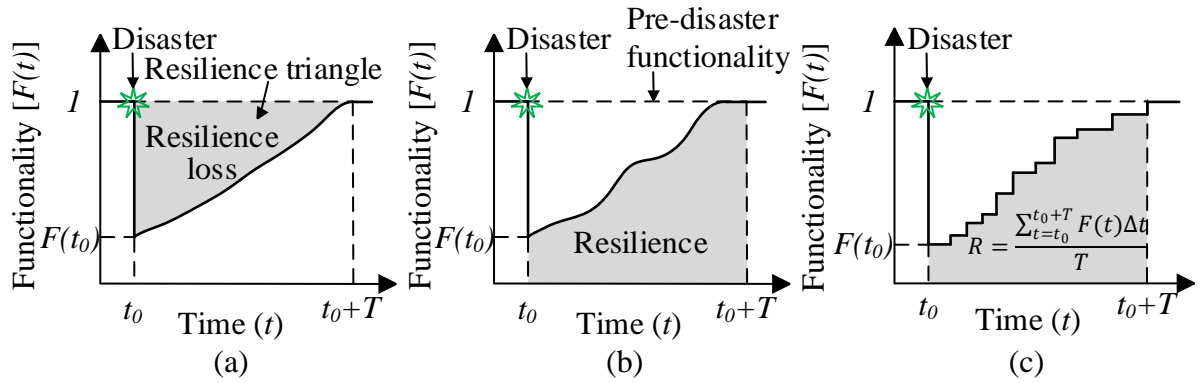 Functionality [F(t)]
Disaster
Resilience triangle
1
Resilience
loss
F(t₀)
t₀
t₀+T
Time (t)
(a)
Functionality [F(t)]
Disaster
Pre-disaster
functionality
1
Resilience
F(t₀)
t₀
t₀+T
Time (t)
(b)
Functionality [F(t)]
Disaster
1
F(t₀)
R = ∑_{t=t₀}^{t₀+T} F(t)Δt / T
t₀
t₀+T
Time (t)
(c)